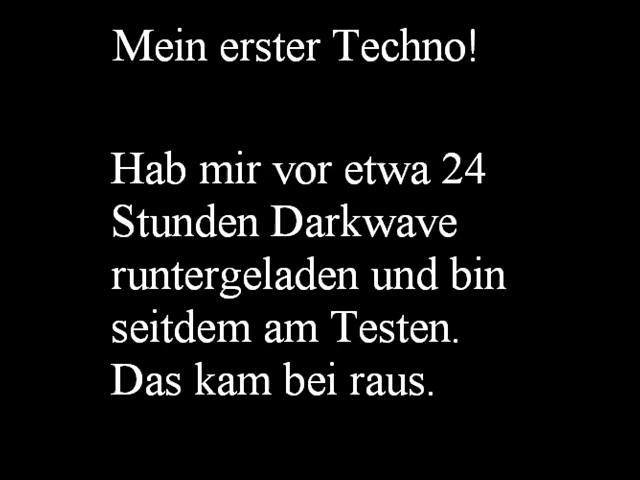 Mein erster Techno!
Hab mir vor etwa 24
Stunden Darkwave
runtergeladen und bin
seitdem am Testen.
Das kam bei raus.